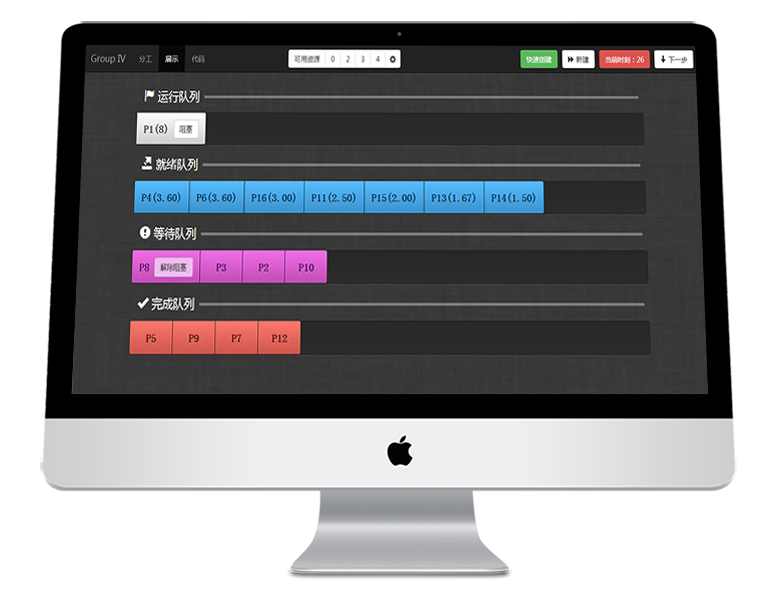 Group IV 分工 展示 代码 可用资源 0 2 3 4 快速创建 新建 当前时刻:26 下一步
运行队列
P1(8) 阻塞
就绪队列
P4(3.60) P6(3.60) P16(3.00) P11(2.50) P15(2.00) P13(1.67) P14(1.50)
等待队列
P8 解除阻塞 P3 P2 P10
完成队列
P5 P9 P7 P12